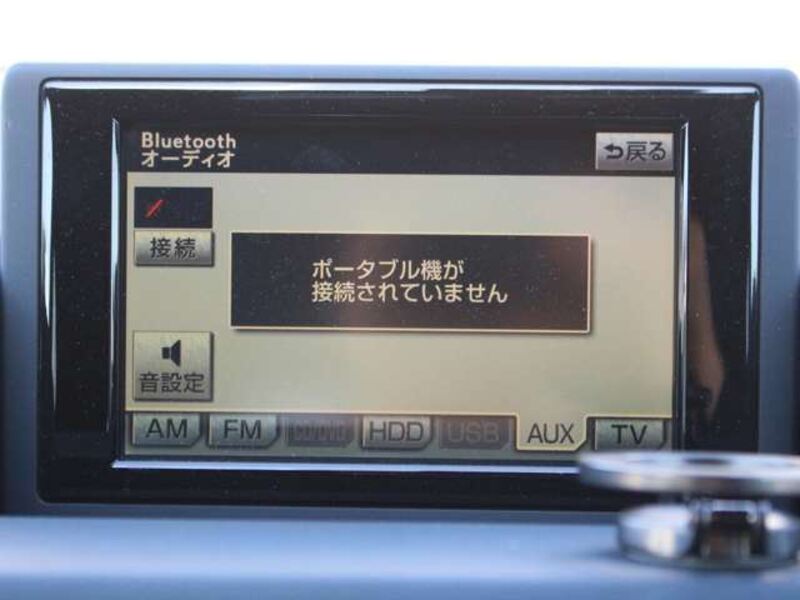 Bluetooth
オーディオ
戻る
接続
ポータブル機が
接続されていません
音設定
AM FM HDD USB AUX TV